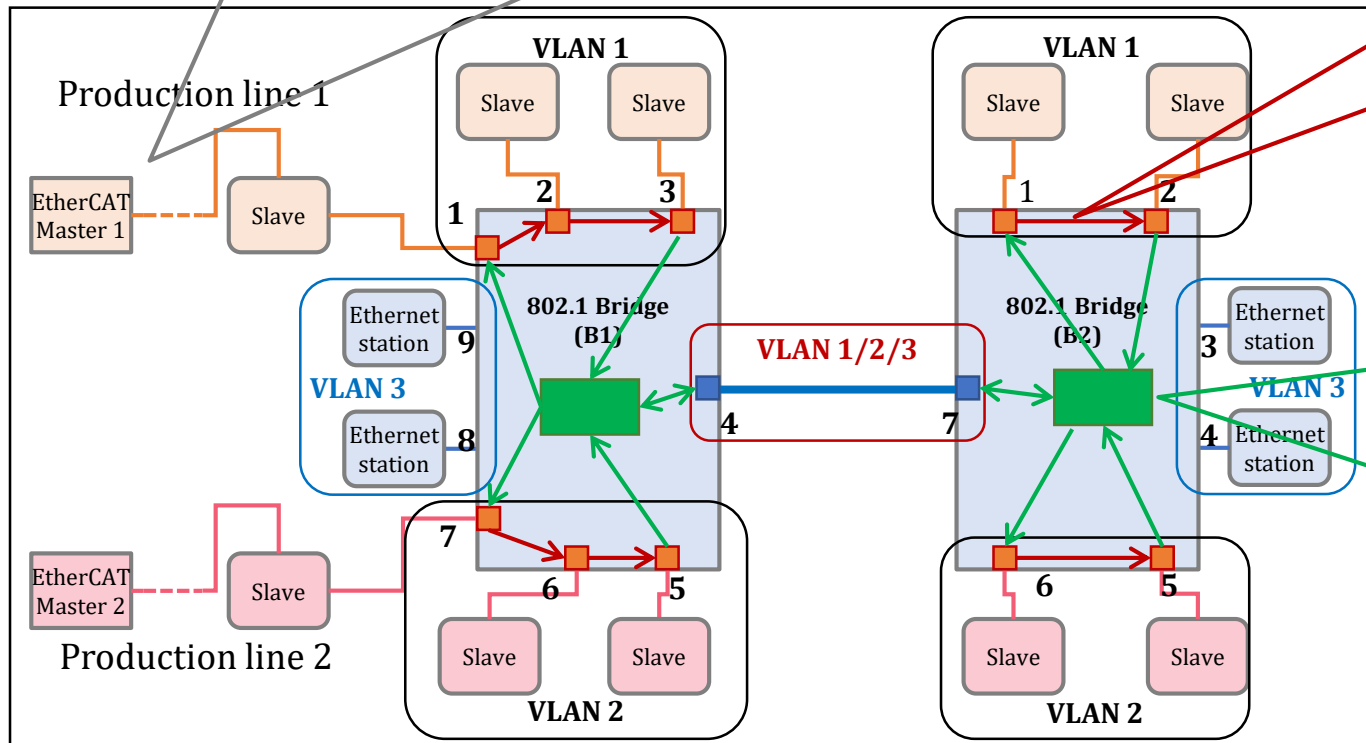 VLAN 1
VLAN 1
Production line 1
Slave
Slave
Slave
Slave
EtherCAT
Master 1
Slave
1
2
3
1
2
802.1 Bridge
(B1)
802.1 Bridge
(B2)
Ethernet
station
9
VLAN 3
Ethernet
station
8
VLAN 1/2/3
4
7
3
Ethernet
station
VLAN 3
4
Ethernet
station
7
6
5
6
5
EtherCAT
Master 2
Slave
Production line 2
Slave
Slave
Slave
Slave
VLAN 2
VLAN 2